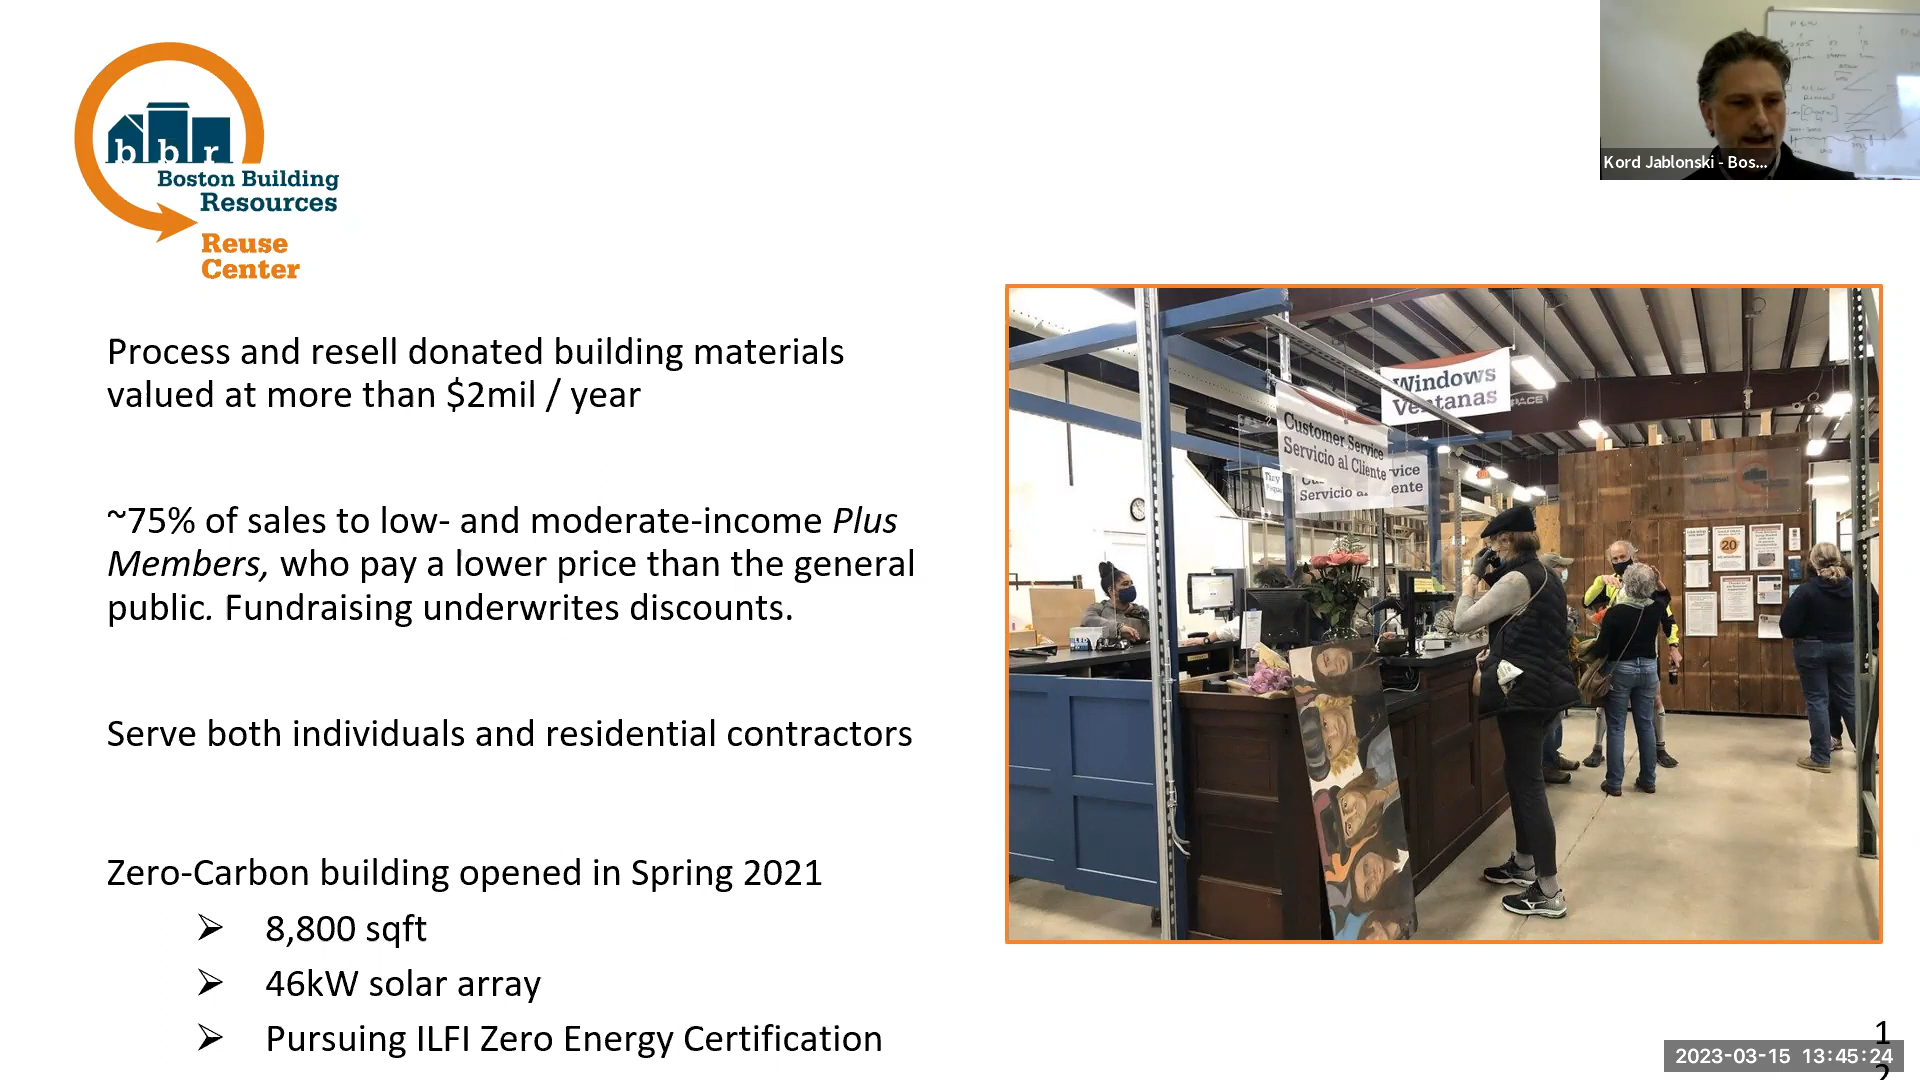 bbr
Boston Building
Resources
Reuse
Center
Kord Jablonski - Bos...
Process and resell donated building materials
valued at more than $2mil / year
~75% of sales to low- and moderate-income Plus
Members, who pay a lower price than the general
public. Fundraising underwrites discounts.
Serve both individuals and residential contractors
Zero-Carbon building opened in Spring 2021
➢ 8,800 sqft
➢ 46kW solar array
➢ Pursuing ILFI Zero Energy Certification
Windows
Ventanas
Customer Service
Servicio al Cliente
20
12
2023-03-15 13:45:24